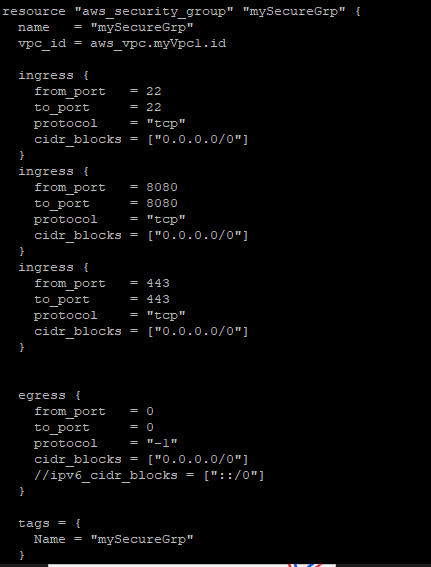 resource "aws_security_group" "mySecureGrp" {
  name   = "mySecureGrp"
  vpc_id = aws_vpc.myVpc1.id

  ingress {
    from_port   = 22
    to_port     = 22
    protocol    = "tcp"
    cidr_blocks = ["0.0.0.0/0"]
  }
  ingress {
    from_port   = 8080
    to_port     = 8080
    protocol    = "tcp"
    cidr_blocks = ["0.0.0.0/0"]
  }
  ingress {
    from_port   = 443
    to_port     = 443
    protocol    = "tcp"
    cidr_blocks = ["0.0.0.0/0"]
  }


  egress {
    from_port   = 0
    to_port     = 0
    protocol    = "-1"
    cidr_blocks = ["0.0.0.0/0"]
    //ipv6_cidr_blocks = ["::/0"]
  }

  tags = {
    Name = "mySecureGrp"
  }